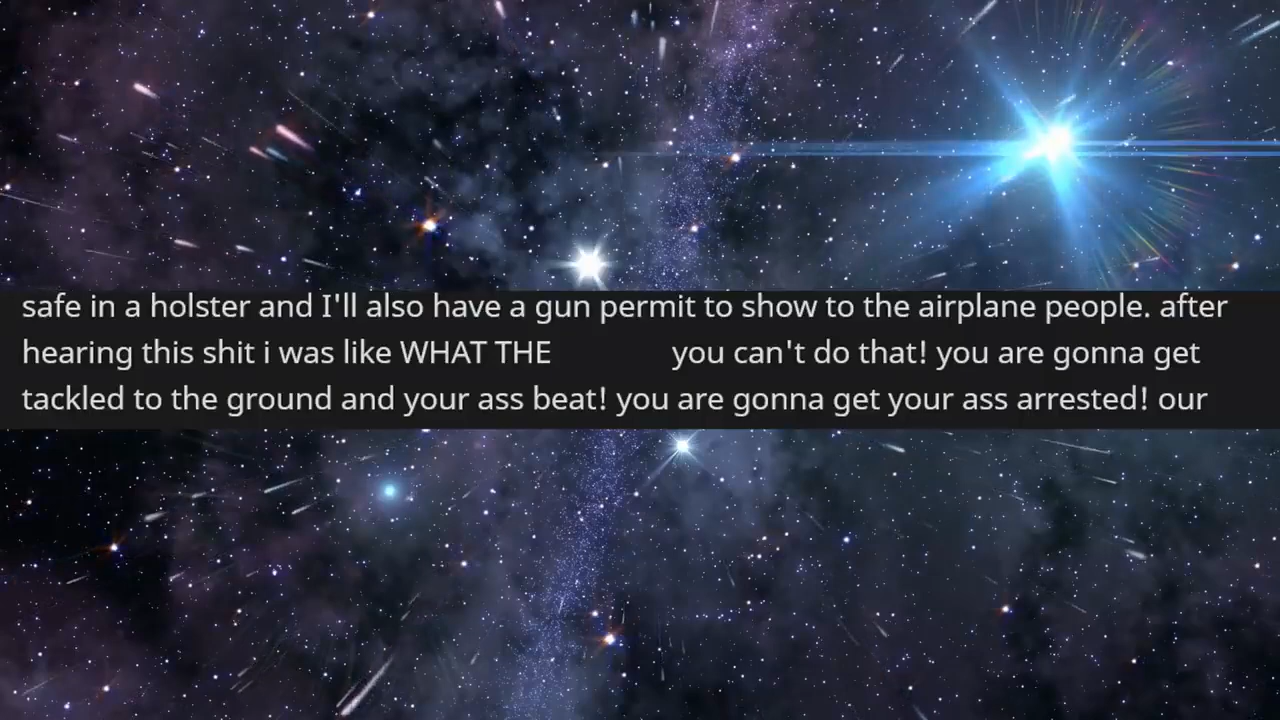 safe in a holster and I'll also have a gun permit to show to the airplane people. after
hearing this shit i was like WHAT THE you can't do that! you are gonna get
tackled to the ground and your ass beat! you are gonna get your ass arrested! our